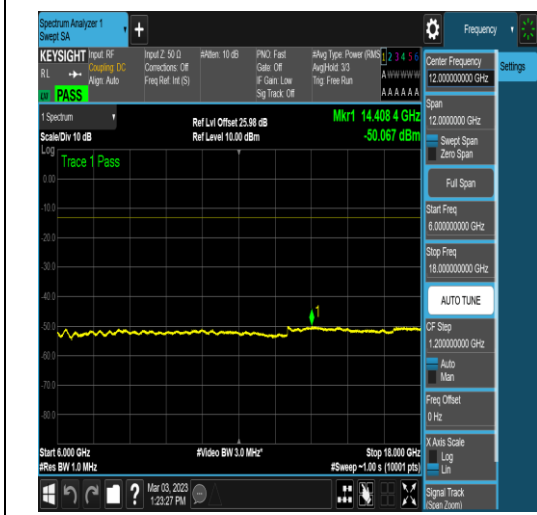 Spectrum Analyzer 1
Swept SA
+
Frequency
KEYSIGHT
RL
PASS
Input: RF
Coupling: DC
Align: Auto
Input Z: 50 Ω
Corrections: Off
Freq Ref: Int (S)
#Atten: 10 dB
PNO: Fast
Gate: Off
IF Gain: Low
Sig Track: Off
#Avg Type: Power (RMS
Avg|Hold: 3/3
Trig: Free Run
1 2 3 4 5 6
A W W W W W
A A A A A A
1 Spectrum
Scale/Div 10 dB
Log
Ref Lvl Offset 25.98 dB
Ref Level 10.00 dBm
Mkr1 14.408 4 GHz
-50.067 dBm
Trace 1 Pass
0.00
-10.0
-20.0
-30.0
-40.0
-50.0
-60.0
-70.0
-80.0
1
Start 6.000 GHz
#Res BW 1.0 MHz
#Video BW 3.0 MHz*
Stop 18.000 GHz
#Sweep ~1.00 s (10001 pts)
Mar 03, 2023
1:23:27 PM
?
Center Frequency
12.000000000 GHz
Settings
Span
12.0000000 GHz
Swept Span
Zero Span
Full Span
Start Freq
6.000000000 GHz
Stop Freq
18.000000000 GHz
AUTO TUNE
CF Step
1.200000000 GHz
Auto
Man
Freq Offset
0 Hz
X Axis Scale
Log
Lin
Signal Track
(Span Zoom)